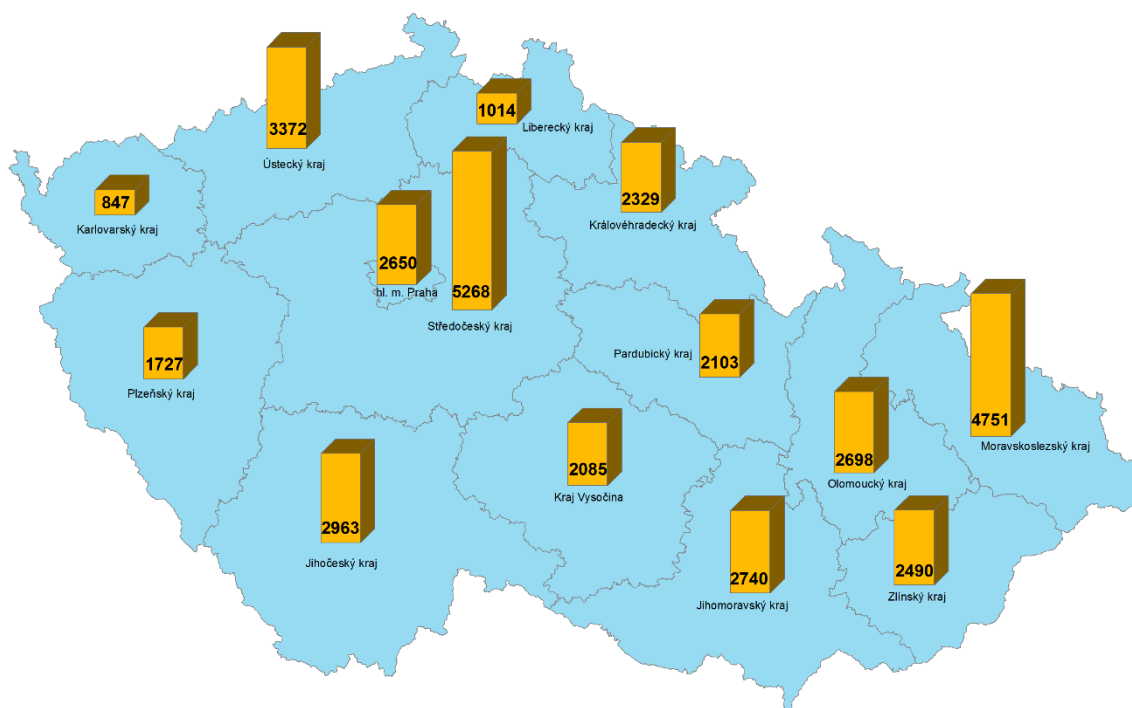 3372
Ústecký kraj
1014
Liberecký kraj
847
Karlovarský kraj
2329
Královéhradecký kraj
2650
hl. m. Praha
5268
Středočeský kraj
1727
Plzeňský kraj
Pardubický kraj
2103
4751
Moravskoslezský kraj
2085
Kraj Vysočina
2698
Olomoucký kraj
2963
Jihočeský kraj
2740
Jihomoravský kraj
2490
Zlínský kraj